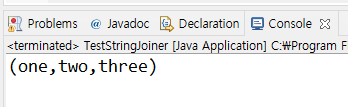 Problems @ Javadoc Declaration Console
<terminated> TestStringJoiner [Java Application] C:₩Program F
(one,two,three)